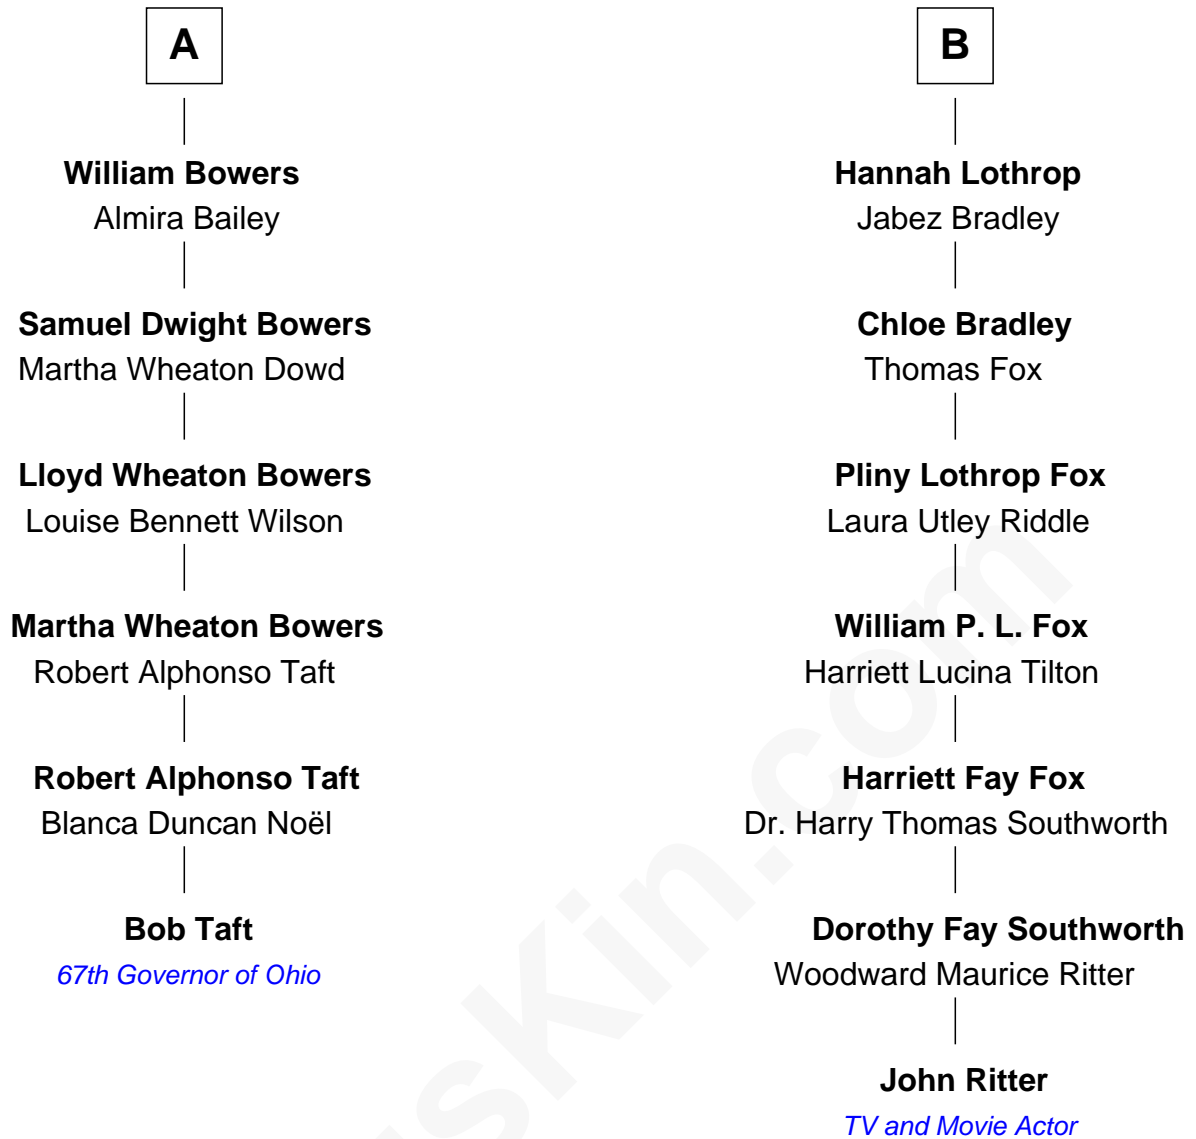 A
William Bowers
Almira Bailey
Samuel Dwight Bowers
Martha Wheaton Dowd
Lloyd Wheaton Bowers
Louise Bennett Wilson
Martha Wheaton Bowers
Robert Alphonso Taft
Robert Alphonso Taft
Blanca Duncan Noël
Bob Taft
67th Governor of Ohio
B
Hannah Lothrop
Jabez Bradley
Chloe Bradley
Thomas Fox
Pliny Lothrop Fox
Laura Utley Riddle
William P. L. Fox
Harriett Lucina Tilton
Harriett Fay Fox
Dr. Harry Thomas Southworth
Dorothy Fay Southworth
Woodward Maurice Ritter
John Ritter
TV and Movie Actor